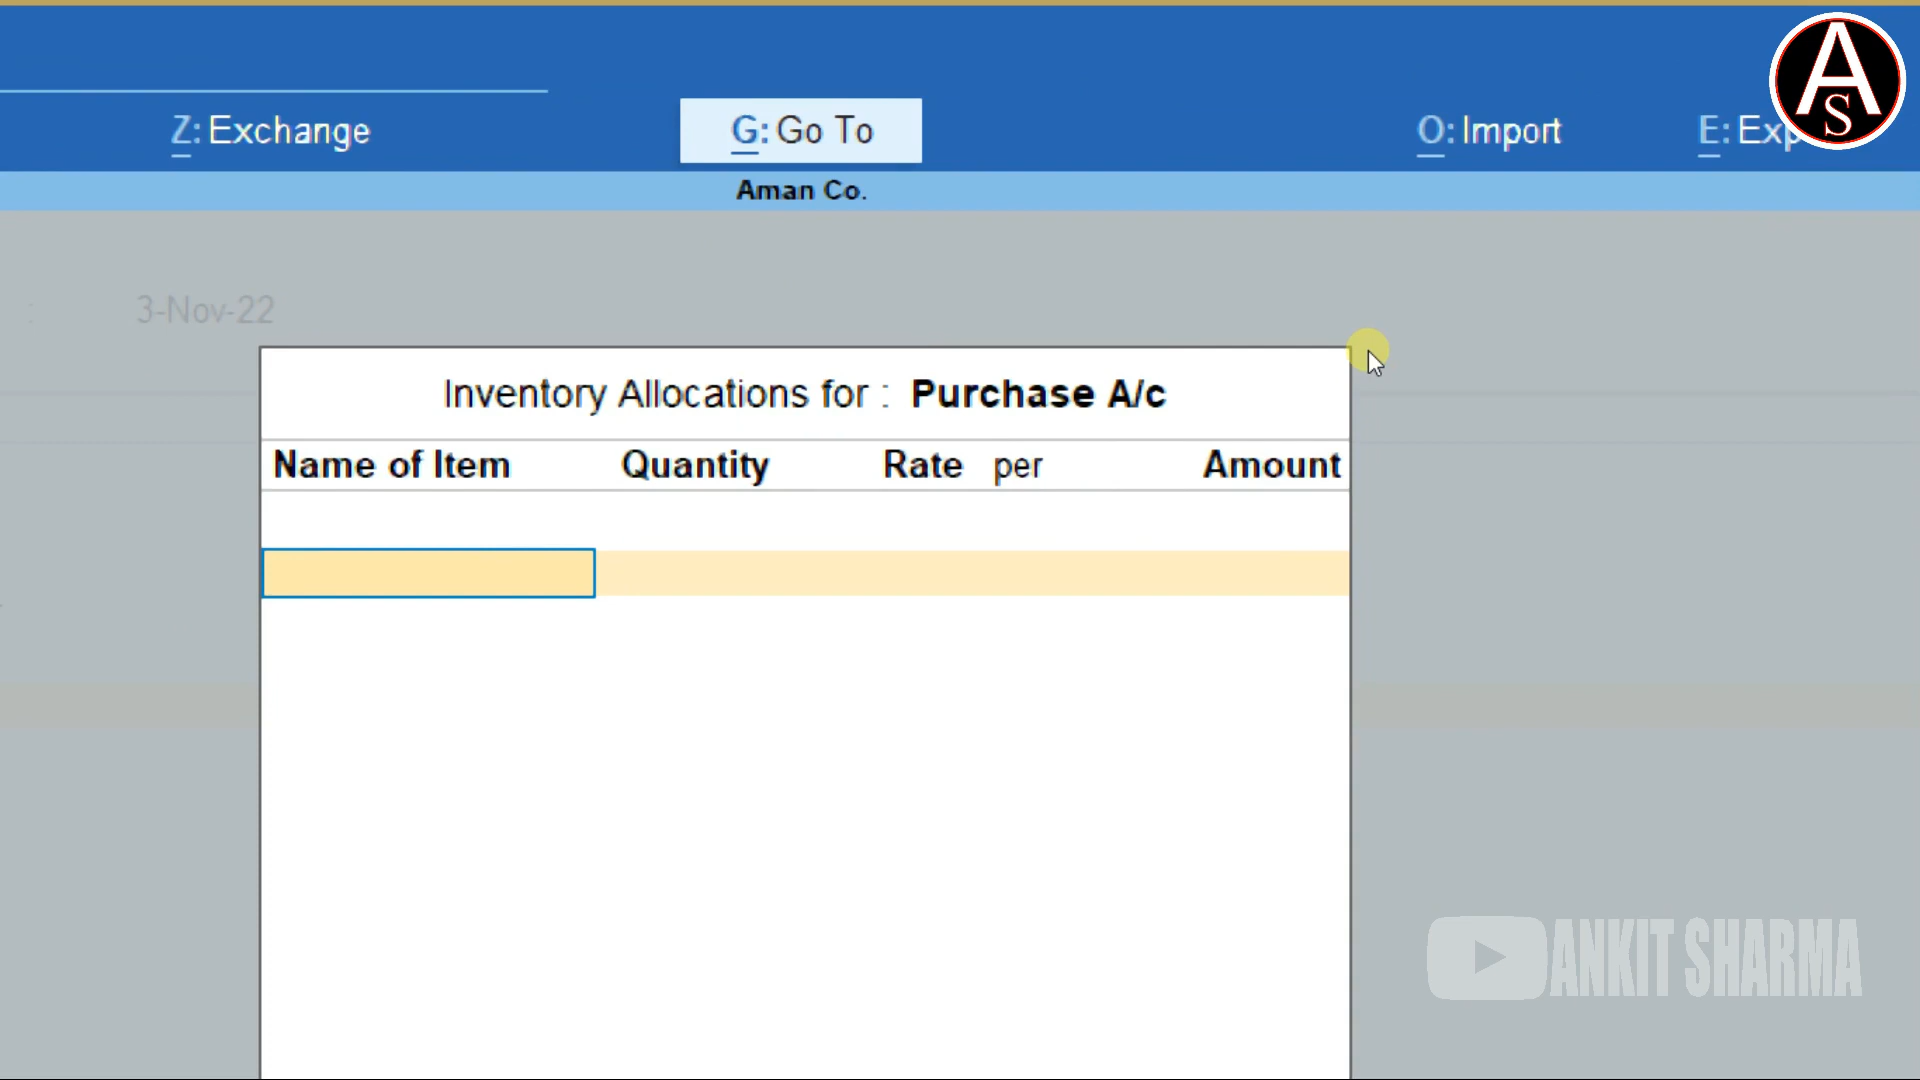 A
S
Z: Exchange
G: Go To
O: Import
E: Exp
Aman Co.
: 3-Nov-22
Inventory Allocations for : Purchase A/c
Name of Item Quantity Rate per Amount
ANKIT SHARMA